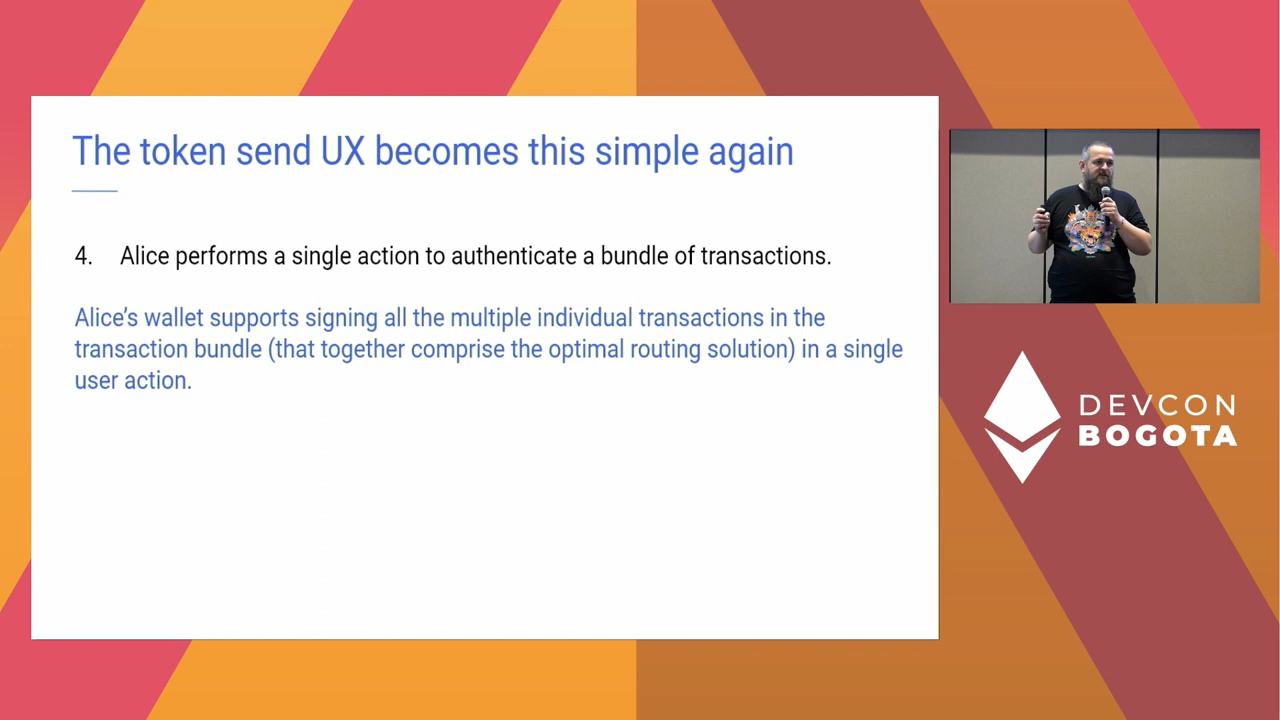 The token send UX becomes this simple again
4. Alice performs a single action to authenticate a bundle of transactions.
Alice’s wallet supports signing all the multiple individual transactions in the
transaction bundle (that together comprise the optimal routing solution) in a single
user action.
DEVCON
BOGOTA